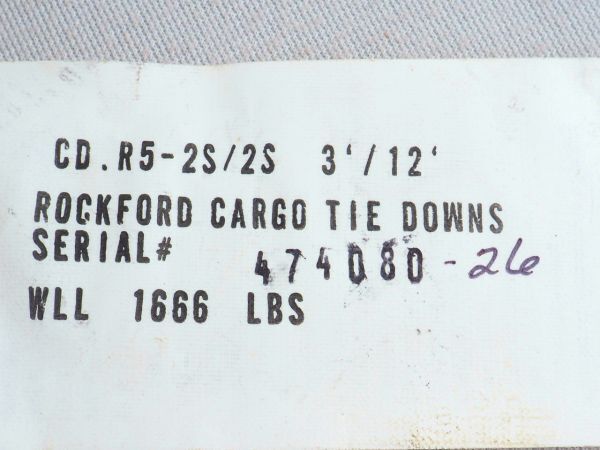 CD.R5-2S/2S 3'/12'
ROCKFORD CARGO TIE DOWNS
SERIAL# 474080-26
WLL 1666 LBS